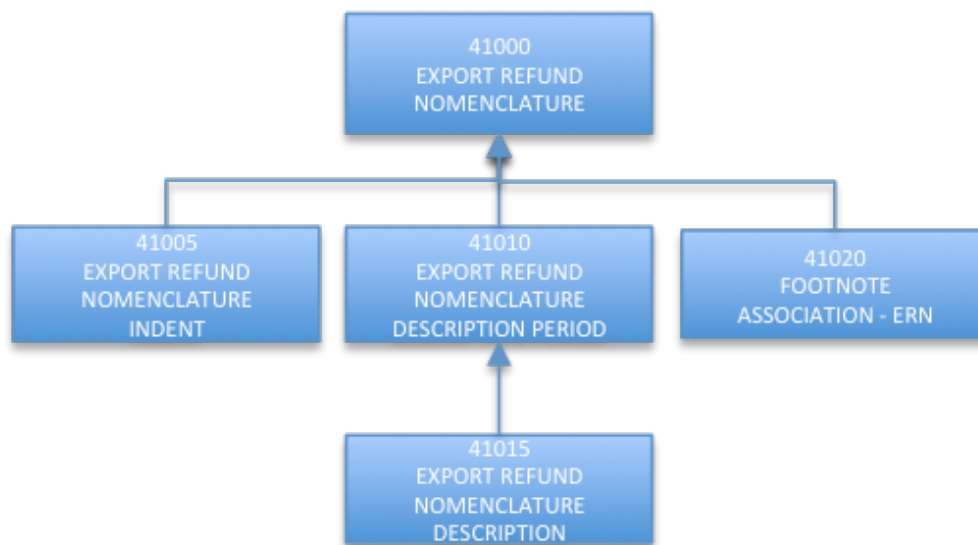 41000
EXPORT REFUND
NOMENCLATURE
41005
EXPORT REFUND
NOMENCLATURE
INDENT
41010
EXPORT REFUND
NOMENCLATURE
DESCRIPTION PERIOD
41020
FOOTNOTE
ASSOCIATION - ERN
41015
EXPORT REFUND
NOMENCLATURE
DESCRIPTION